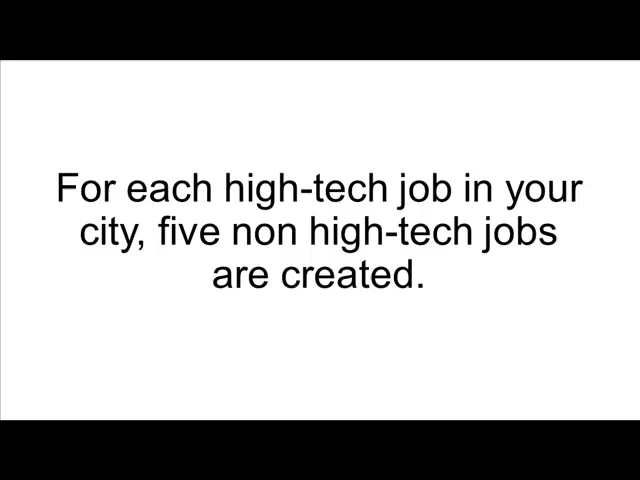 For each high-tech job in your
city, five non high-tech jobs
are created.